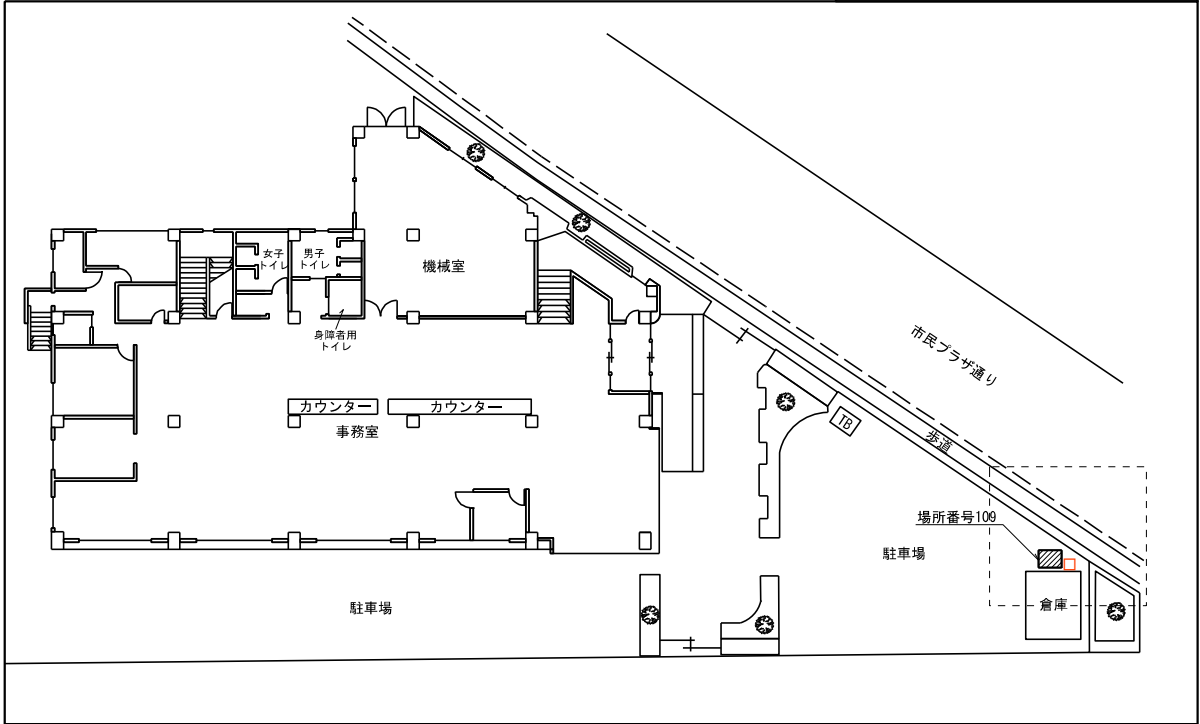 女子
トイレ
男子
トイレ
機械室
身障者用
トイレ
市民プラザ通り
カウンター
カウンター
事務室
TB
歩道
場所番号109
駐車場
倉庫
駐車場